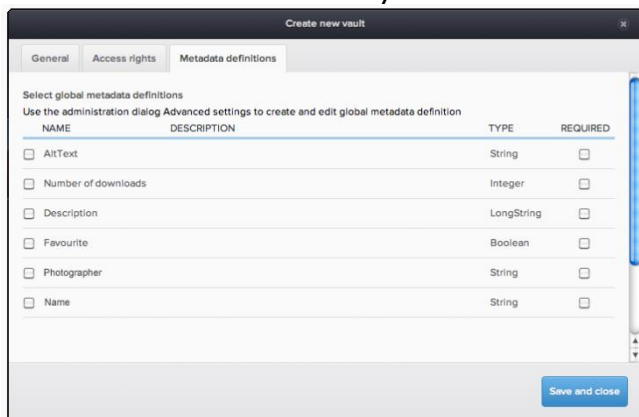 Create new vault
General Access rights Metadata definitions
Select global metadata definitions
Use the administration dialog Advanced settings to create and edit global metadata definition
NAME DESCRIPTION TYPE REQUIRED
AltText String
Number of downloads Integer
Description LongString
Favourite Boolean
Photographer String
Name String
Save and close